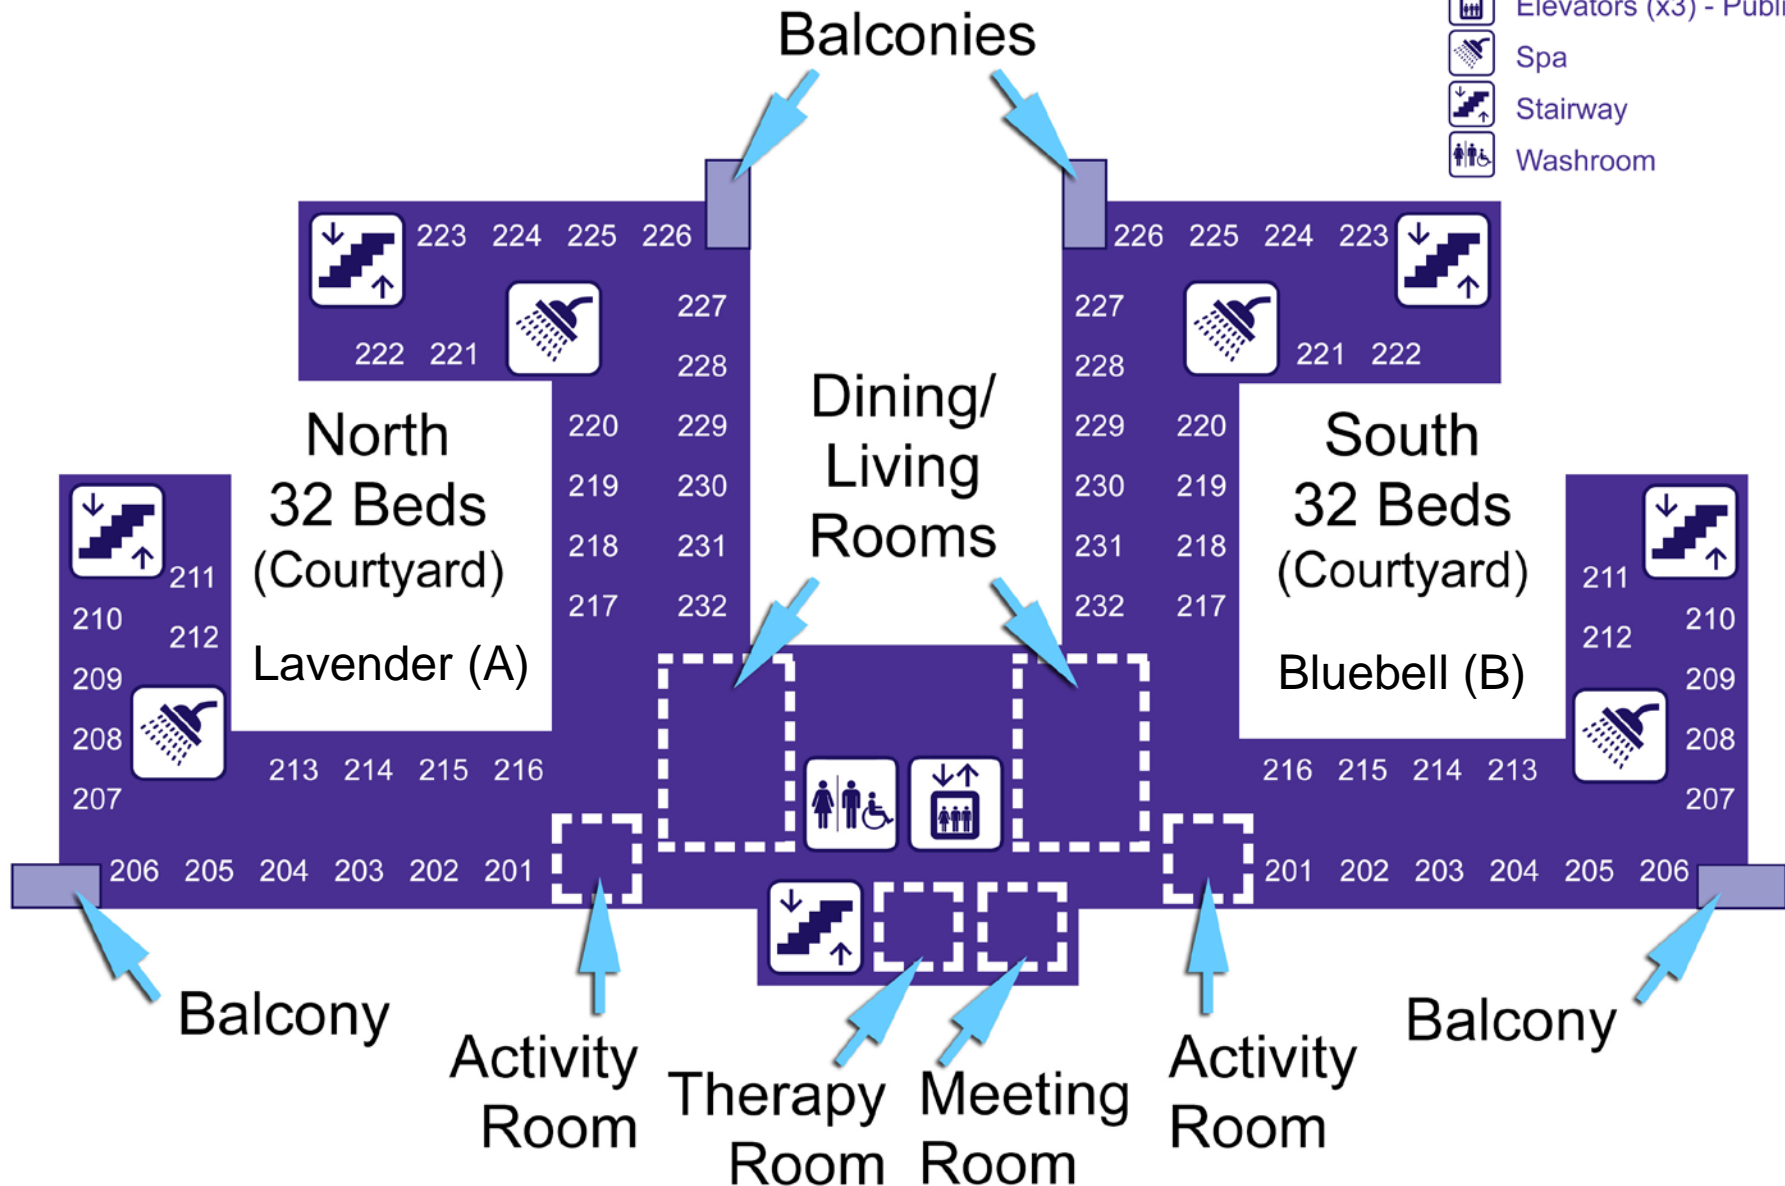 Elevators (x3) - Publi
Spa
Stairway
Washroom
Balconies
223 224 225 226
226 225 224 223
227
227
222 221
228
228
221 222
North
32 Beds
(Courtyard)
Lavender (A)
220 229
219 230
218 231
217 232
Dining/
Living
Rooms
229 220
230 219
231 218
232 217
South
32 Beds
(Courtyard)
Bluebell (B)
211
210
212
209
208
207
213 214 215 216
206 205 204 203 202 201
211
210
212
209
208
207
216 215 214 213
201 202 203 204 205 206
Balcony
Activity
Room
Therapy
Room
Meeting
Room
Activity
Room
Balcony